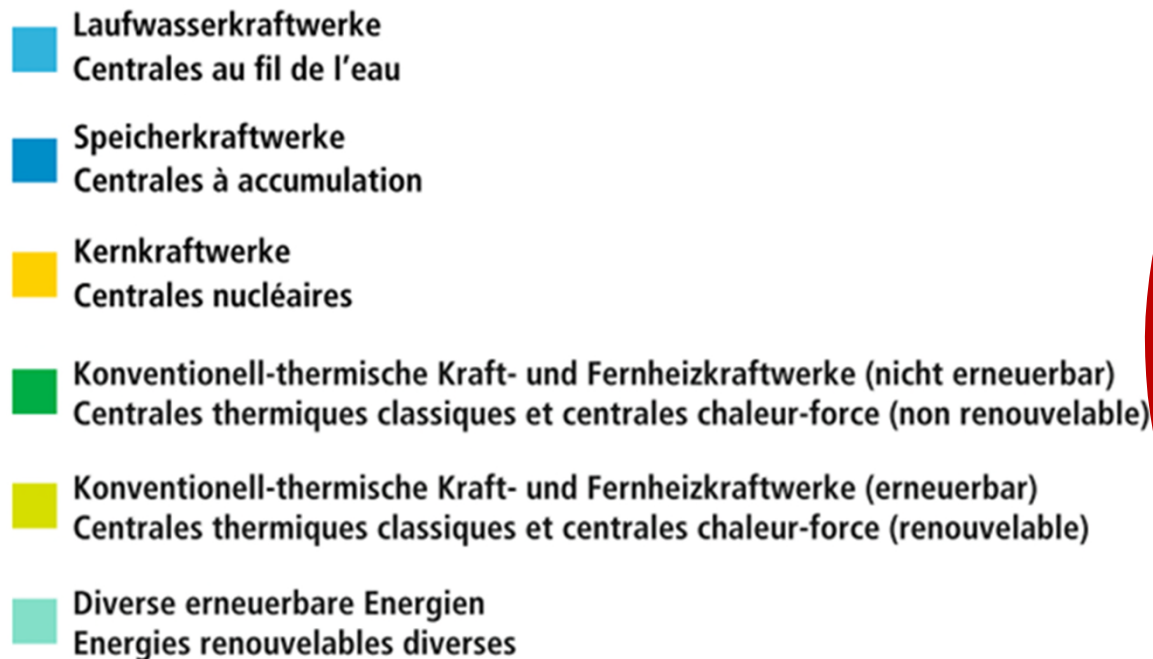 Laufwasserkraftwerke
Centrales au fil de l’eau
Speicherkraftwerke
Centrales à accumulation
Kernkraftwerke
Centrales nucléaires
Konventionell-thermische Kraft- und Fernheizkraftwerke (nicht erneuerbar)
Centrales thermiques classiques et centrales chaleur-force (non renouvelable)
Konventionell-thermische Kraft- und Fernheizkraftwerke (erneuerbar)
Centrales thermiques classiques et centrales chaleur-force (renouvelable)
Diverse erneuerbare Energien
Energies renouvelables diverses